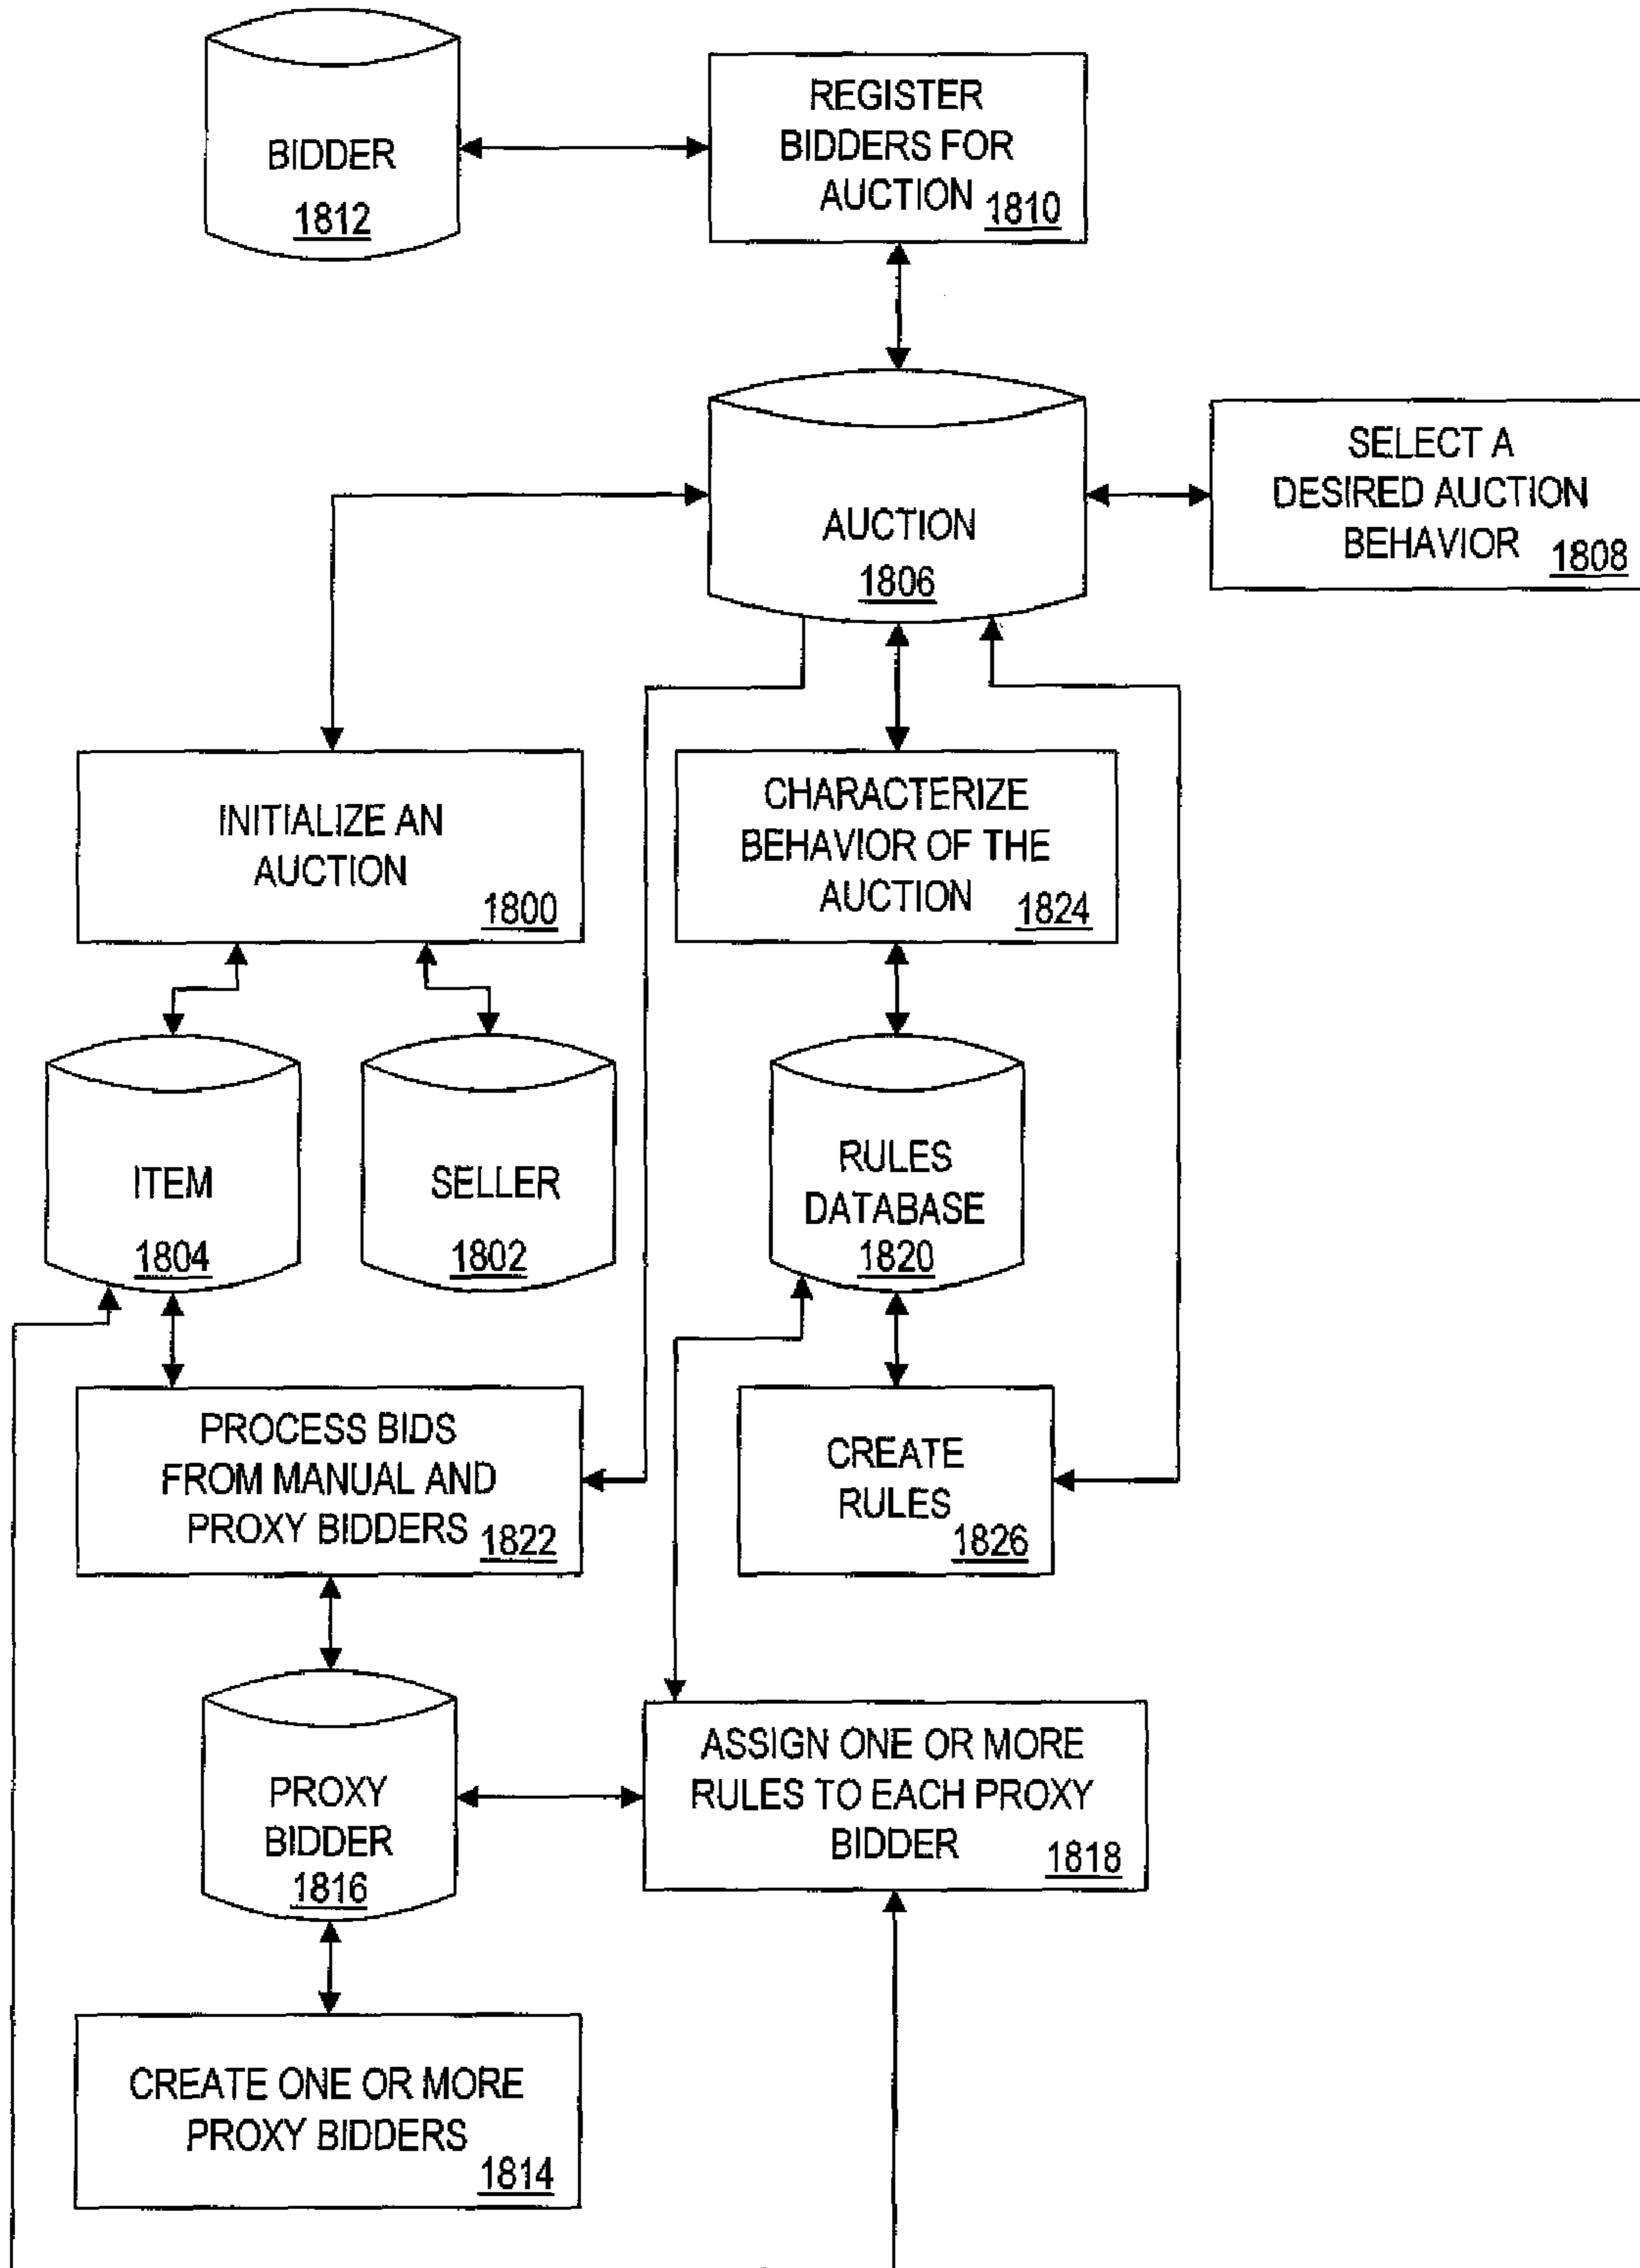 BIDDER
1812
REGISTER
BIDDERS FOR
AUCTION 1810
AUCTION
1806
SELECT A
DESIRED AUCTION
BEHAVIOR 1808
INITIALIZE AN
AUCTION
1800
CHARACTERIZE
BEHAVIOR OF THE
AUCTION 1824
ITEM
1804
SELLER
1802
RULES
DATABASE
1820
PROCESS BIDS
FROM MANUAL AND
PROXY BIDDERS 1822
CREATE
RULES
1826
PROXY
BIDDER
1816
ASSIGN ONE OR MORE
RULES TO EACH PROXY
BIDDER 1818
CREATE ONE OR MORE
PROXY BIDDERS
1814